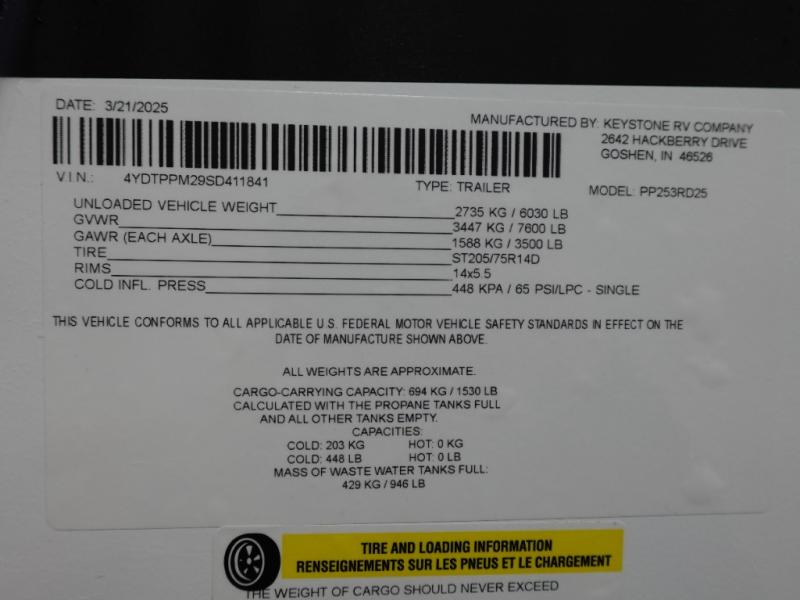 DATE: 3/21/2025
MANUFACTURED BY: KEYSTONE RV COMPANY
2642 HACKBERRY DRIVE
GOSHEN, IN 46526
V.I.N.: 4YDTPPM29SD411841
TYPE: TRAILER
MODEL: PP253RD25
UNLOADED VEHICLE WEIGHT 2735 KG / 6030 LB
GVWR 3447 KG / 7600 LB
GAWR (EACH AXLE) 1588 KG / 3500 LB
TIRE ST205/75R14D
RIMS 14x5.5
COLD INFL. PRESS 448 KPA / 65 PSI/LPC - SINGLE
THIS VEHICLE CONFORMS TO ALL APPLICABLE U.S. FEDERAL MOTOR VEHICLE SAFETY STANDARDS IN EFFECT ON THE
DATE OF MANUFACTURE SHOWN ABOVE.
ALL WEIGHTS ARE APPROXIMATE.
CARGO-CARRYING CAPACITY: 694 KG / 1530 LB
CALCULATED WITH THE PROPANE TANKS FULL
AND ALL OTHER TANKS EMPTY.
CAPACITIES:
COLD: 203 KG HOT: 0 KG
COLD: 448 LB HOT: 0 LB
MASS OF WASTE WATER TANKS FULL:
429 KG / 946 LB
TIRE AND LOADING INFORMATION
RENSEIGNEMENTS SUR LES PNEUS ET LE CHARGEMENT
THE WEIGHT OF CARGO SHOULD NEVER EXCEED